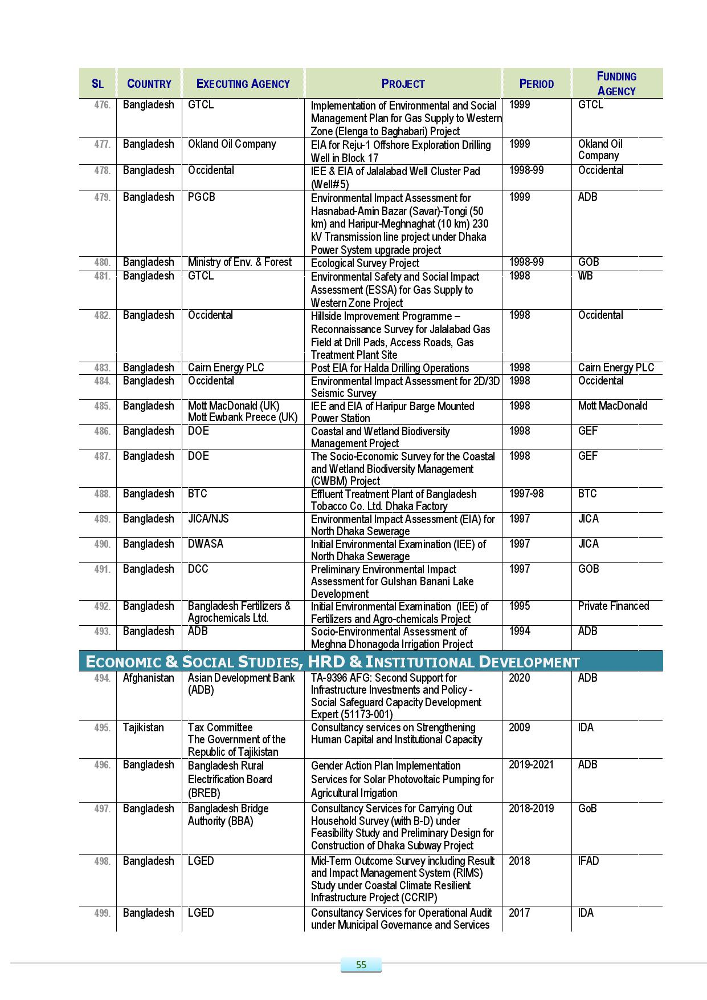 SL COUNTRY EXECUTING AGENCY PROJECT PERIOD FUNDING
AGENCY
476. Bangladesh GTCL Implementation of Environmental and Social 1999 GTCL
Management Plan for Gas Supply to Western
Zone (Elenga to Baghabari) Project
477. Bangladesh Okland Oil Company EIA for Reju-1 Offshore Exploration Drilling 1999 Okland Oil
Well in Block 17 Company
478. Bangladesh Occidental IEE & EIA of Jalalabad Well Cluster Pad 1998-99 Occidental
(Well#5)
479. Bangladesh PGCB Environmental Impact Assessment for 1999 ADB
Hasnabad-Amin Bazar (Savar)-Tongi (50
km) and Haripur-Meghnaghat (10 km) 230
kV Transmission line project under Dhaka
Power System upgrade project
480. Bangladesh Ministry of Env. & Forest Ecological Survey Project 1998-99 GOB
481. Bangladesh GTCL Environmental Safety and Social Impact 1998 WB
Assessment (ESSA) for Gas Supply to
Western Zone Project
482. Bangladesh Occidental Hillside Improvement Programme – 1998 Occidental
Reconnaissance Survey for Jalalabad Gas
Field at Drill Pads, Access Roads, Gas
Treatment Plant Site
483. Bangladesh Cairn Energy PLC Post EIA for Halda Drilling Operations 1998 Cairn Energy PLC
484. Bangladesh Occidental Environmental Impact Assessment for 2D/3D 1998 Occidental
Seismic Survey
485. Bangladesh Mott MacDonald (UK) IEE and EIA of Haripur Barge Mounted 1998 Mott MacDonald
Mott Ewbank Preece (UK) Power Station
486. Bangladesh DOE Coastal and Wetland Biodiversity 1998 GEF
Management Project
487. Bangladesh DOE The Socio-Economic Survey for the Coastal 1998 GEF
and Wetland Biodiversity Management
(CWBM) Project
488. Bangladesh BTC Effluent Treatment Plant of Bangladesh 1997-98 BTC
Tobacco Co. Ltd. Dhaka Factory
489. Bangladesh JICA/NJS Environmental Impact Assessment (EIA) for 1997 JICA
North Dhaka Sewerage
490. Bangladesh DWASA Initial Environmental Examination (IEE) of 1997 JICA
North Dhaka Sewerage
491. Bangladesh DCC Preliminary Environmental Impact 1997 GOB
Assessment for Gulshan Banani Lake
Development
492. Bangladesh Bangladesh Fertilizers & Initial Environmental Examination (IEE) of 1995 Private Financed
Agrochemicals Ltd. Fertilizers and Agro-chemicals Project
493. Bangladesh ADB Socio-Environmental Assessment of 1994 ADB
Meghna Dhonagoda Irrigation Project
ECONOMIC & SOCIAL STUDIES, HRD & INSTITUTIONAL DEVELOPMENT
494. Afghanistan Asian Development Bank TA-9396 AFG: Second Support for 2020 ADB
(ADB) Infrastructure Investments and Policy -
Social Safeguard Capacity Development
Expert (51173-001)
495. Tajikistan Tax Committee Consultancy services on Strengthening 2009 IDA
The Government of the Human Capital and Institutional Capacity
Republic of Tajikistan
496. Bangladesh Bangladesh Rural Gender Action Plan Implementation 2019-2021 ADB
Electrification Board Services for Solar Photovoltaic Pumping for
(BREB) Agricultural Irrigation
497. Bangladesh Bangladesh Bridge Consultancy Services for Carrying Out 2018-2019 GoB
Authority (BBA) Household Survey (with B-D) under
Feasibility Study and Preliminary Design for
Construction of Dhaka Subway Project
498. Bangladesh LGED Mid-Term Outcome Survey including Result 2018 IFAD
and Impact Management System (RIMS)
Study under Coastal Climate Resilient
Infrastructure Project (CCRIP)
499. Bangladesh LGED Consultancy Services for Operational Audit 2017 IDA
under Municipal Governance and Services
55